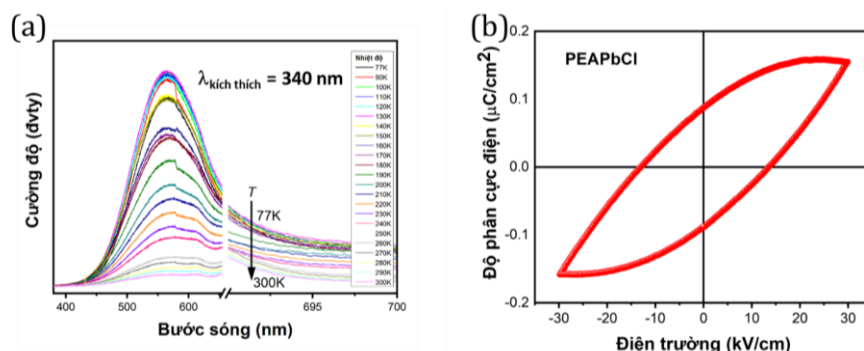 (a)
λkích thích = 340 nm
Nhiệt độ
77K
90K
100K
110K
120K
130K
140K
150K
160K
170K
180K
190K
200K
210K
220K
230K
240K
250K
260K
270K
280K
290K
300K
T
77K
300K
Cường độ (đvty)
400
500
600
695
700
Bước sóng (nm)
(b)
PEAPbCl
0.2
0.1
0.0
-0.1
-0.2
Độ phân cực điện (μC/cm²)
-30
-20
-10
0
10
20
30
Điện trường (kV/cm)